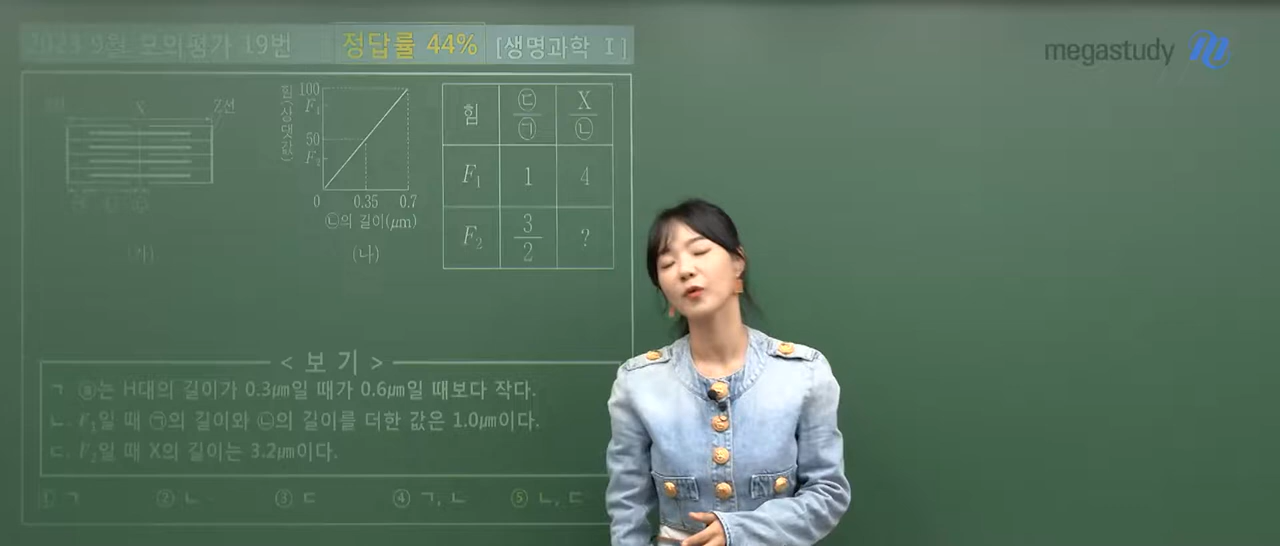 2023 9월 모의평가 19번 정답률 44% [생명과학 Ⅰ]
megastudy
X Z선
(가)
힘(상댓값)
100
F₁
50
F₂
0 0.35 0.7
㉡의 길이(μm)
(나)
힘 ㉢/㉠ X/㉡
F₁ 1 4
F₂ 3/2 ?
< 보 기 >
ㄱ ⓐ는 H대의 길이가 0.3μm일 때가 0.6μm일 때보다 작다.
ㄴ. F₁일 때 ㉠의 길이와 ㉡의 길이를 더한 값은 1.0μm이다.
ㄷ. F₂일 때 X의 길이는 3.2μm이다.
① ㄱ ② ㄴ ③ ㄷ ④ ㄱ, ㄴ ⑤ ㄴ, ㄷ